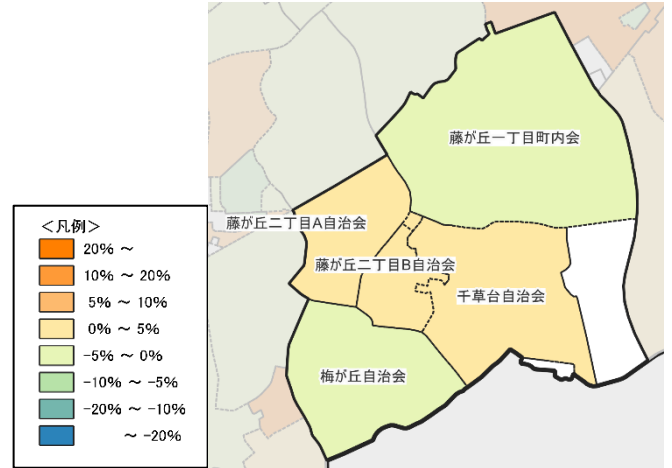 藤が丘一丁目町内会
藤が丘二丁目A自治会
藤が丘二丁目B自治会
千草台自治会
梅が丘自治会
＜凡例＞
20% ～
10% ～ 20%
5% ～ 10%
0% ～ 5%
-5% ～ 0%
-10% ～ -5%
-20% ～ -10%
～ -20%